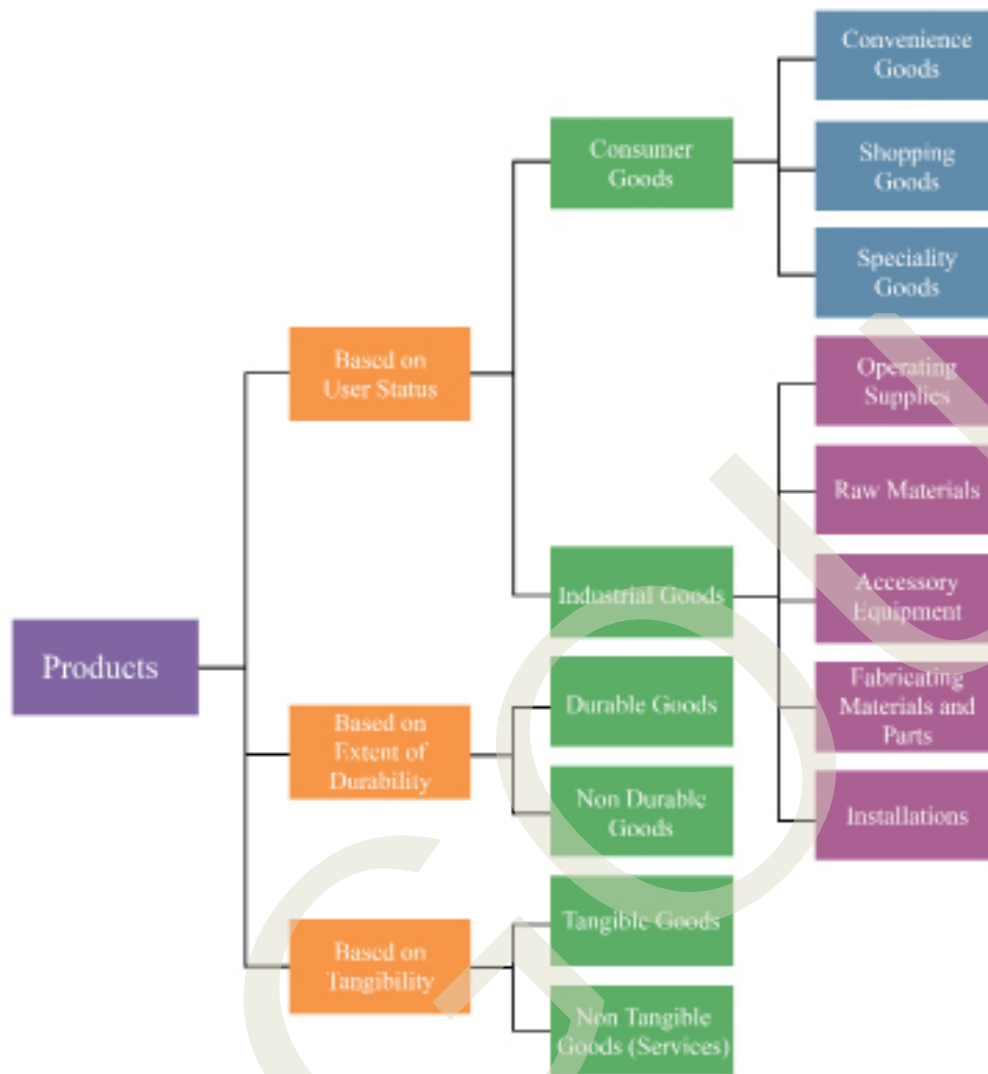 Convenience
Goods
Consumer
Goods
Shopping
Goods
Speciality
Goods
Based on
User Status
Operating
Supplies
Raw Materials
Industrial Goods
Accessory
Equipment
Products
Durable Goods
Fabricating
Materials and
Parts
Based on
Extent of
Durability
Non Durable
Goods
Installations
Tangible Goods
Based on
Tangibility
Non Tangible
Goods (Services)